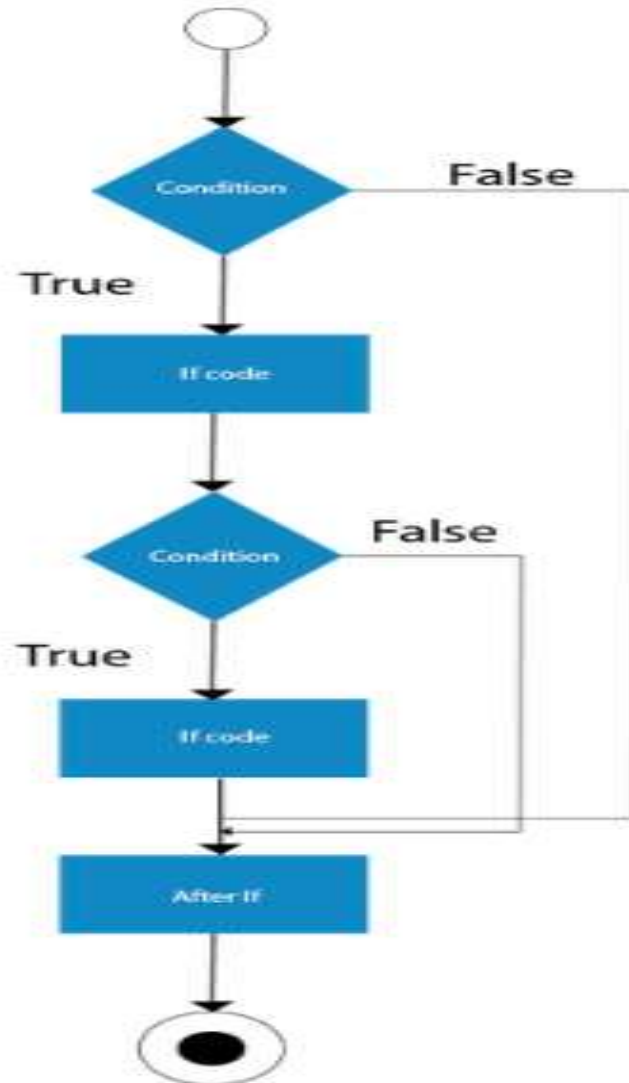 Condition
False
True
If code
Condition
False
True
If code
After If